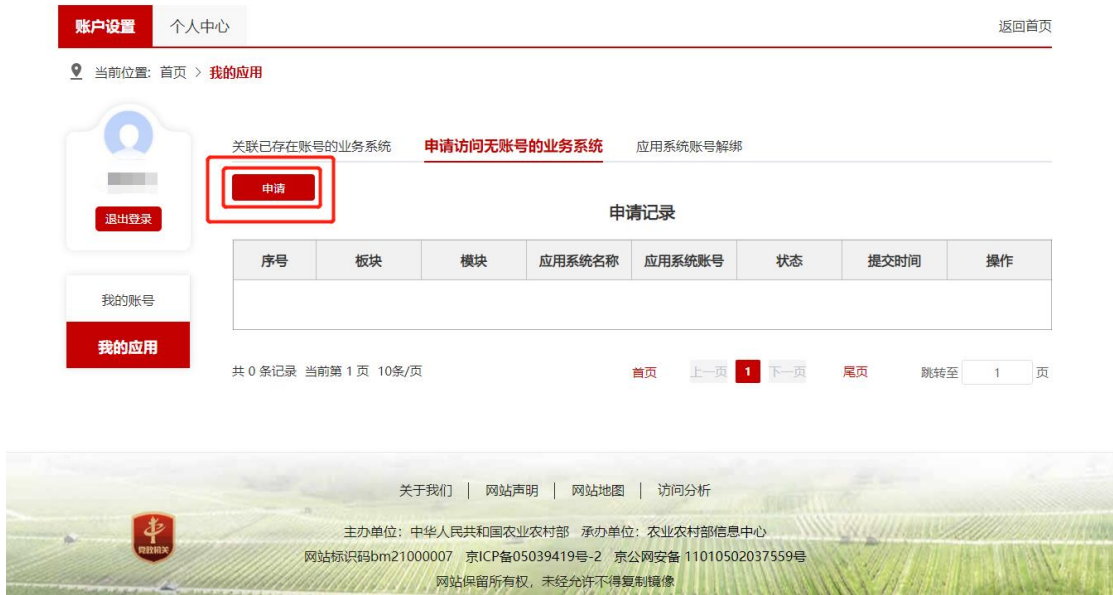 账户设置 个人中心 返回首页
当前位置: 首页 > 我的应用
关联已存在账号的业务系统 申请访问无账号的业务系统 应用系统账号解绑
申请
退出登录
申请记录
序号 板块 模块 应用系统名称 应用系统账号 状态 提交时间 操作
我的账号
我的应用
共 0 条记录 当前第 1 页 10条/页 首页 上一页 1 下一页 尾页 跳转至 1 页
关于我们 | 网站声明 | 网站地图 | 访问分析
主办单位：中华人民共和国农业农村部 承办单位：农业农村部信息中心
党政机关
网站标识码bm21000007 京ICP备05039419号-2 京公网安备 11010502037559号
网站保留所有权，未经允许不得复制镜像